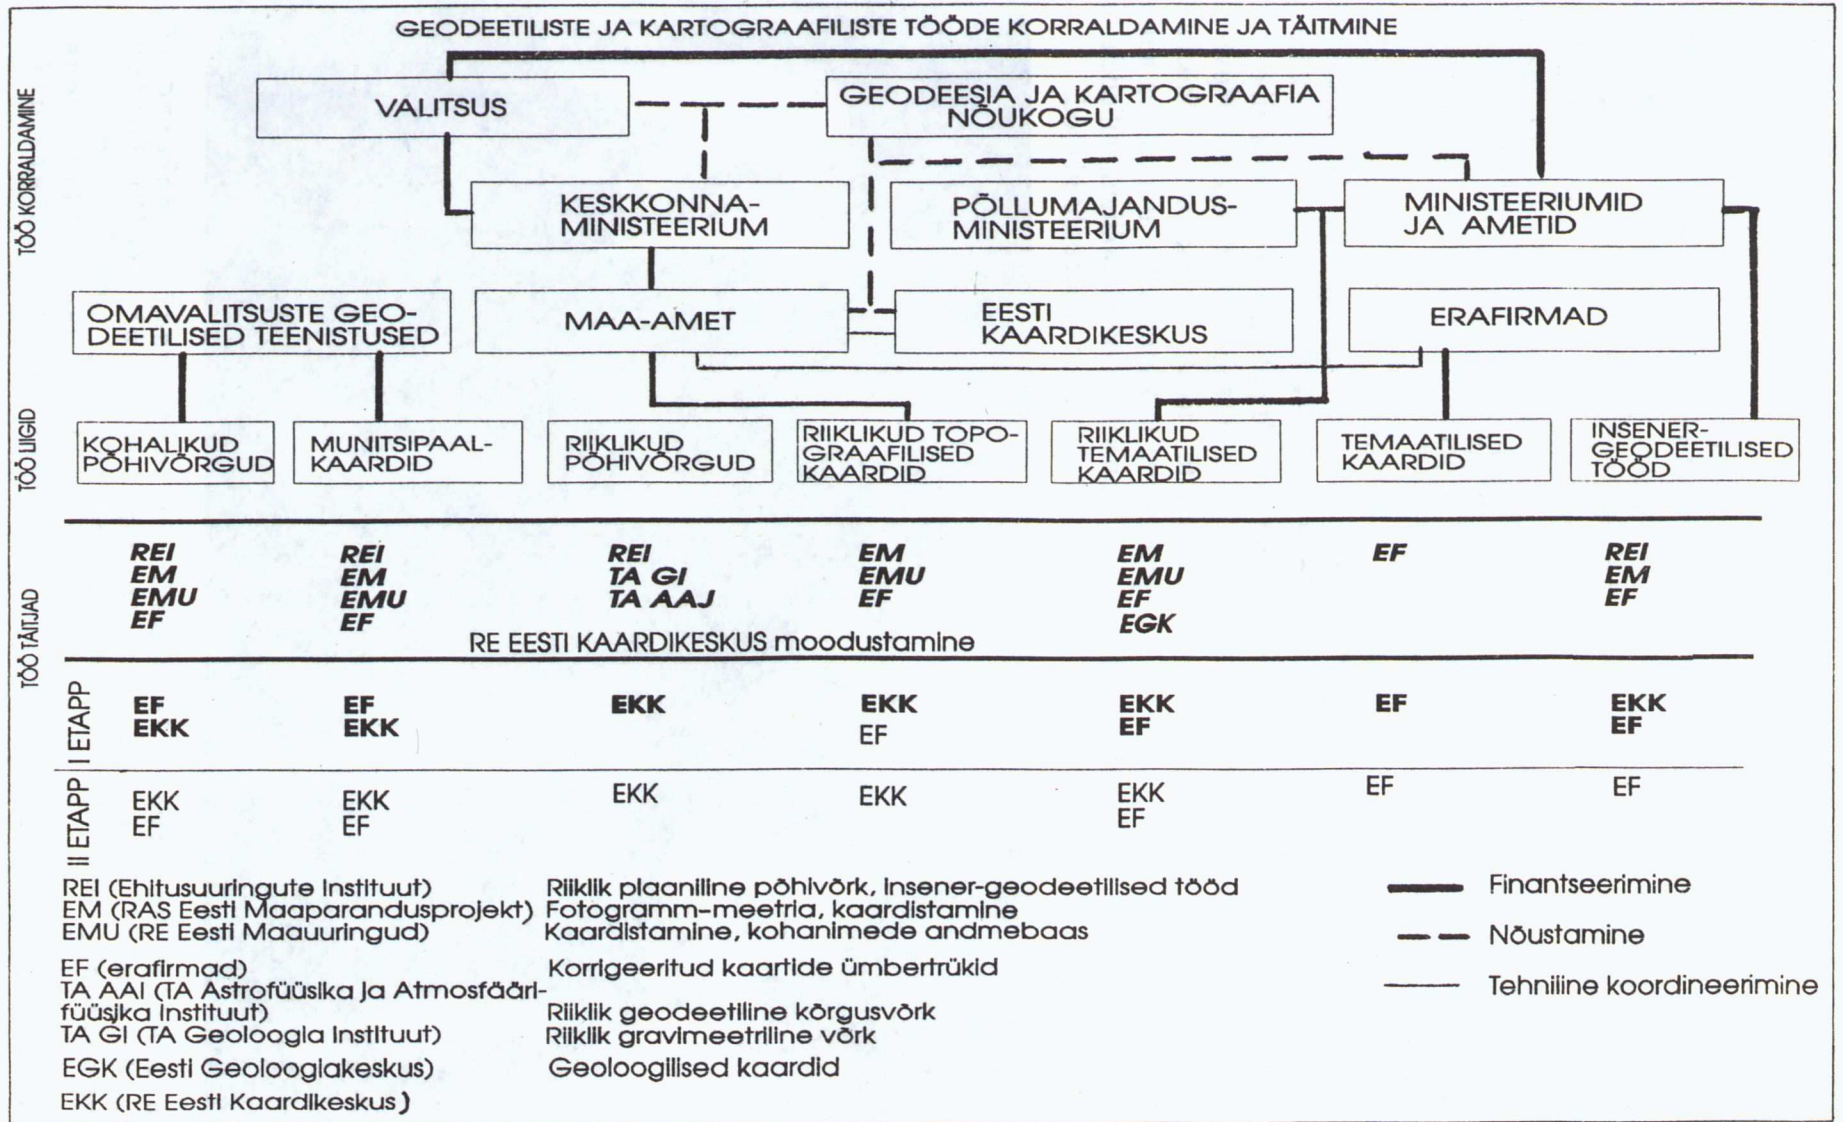 GEODEETILISTE JA KARTOGRAAFILISTE TÖÖDE KORRALDAMINE JA TÄITMINE
TÖÖ KORRALDAMINE
VALITSUS
GEODEESIA JA KARTOGRAAFIA
NÕUKOGU
KESKKONNA-
MINISTEERIUM
PÕLLUMAJANDUS-
MINISTEERIUM
MINISTEERIUMID
JA AMETID
OMAVALITSUSTE GEO-
DEETILISED TEENISTUSED
MAA-AMET
EESTI
KAARDIKESKUS
ERAFIRMAD
TÖÖ LIIGID
KOHALIKUD
PÕHIVÕRGUD
MUNITSIPAAL-
KAARDID
RIIKLIKUD
PÕHIVÕRGUD
RIIKLIKUD TOPO-
GRAAFILISED
KAARDID
RIIKLIKUD
TEMAATILISED
KAARDID
TEMAATILISED
KAARDID
INSENER-
GEODEETILISED
TÖÖD
TÖÖ TÄITJAD
REI
EM
EMU
EF
REI
EM
EMU
EF
REI
TA GI
TA AAJ
EM
EMU
EF
EM
EMU
EF
EGK
EF
REI
EM
EF
RE EESTI KAARDIKESKUS moodustamine
I ETAPP
EF
EKK
EF
EKK
EKK
EKK
EF
EKK
EF
EF
EKK
EF
II ETAPP
EKK
EF
EKK
EF
EKK
EKK
EKK
EF
EF
EF
REI (Ehitusuuringute Instituut) Riiklik plaaniline põhivõrk, Insener-geodeetilised tööd
EM (RAS Eesti Maaparandusprojekt) Fotogramm-meetria, kaardistamine
EMU (RE Eesti Maauuringud) Kaardistamine, kohanimede andmebaas
EF (erafirmad) Korrigeeritud kaartide ümbertrükid
TA AAI (TA Astrofüüsika ja Atmosfääri-
füüsika Instituut) Riiklik geodeetiline kõrgusvõrk
TA GI (TA Geoloogia Instituut) Riiklik gravimeetriline võrk
EGK (Eesti Geoloogiakeskus) Geoloogilised kaardid
EKK (RE Eesti Kaardikeskus)
Finantseerimine
Nõustamine
Tehniline koordineerimine